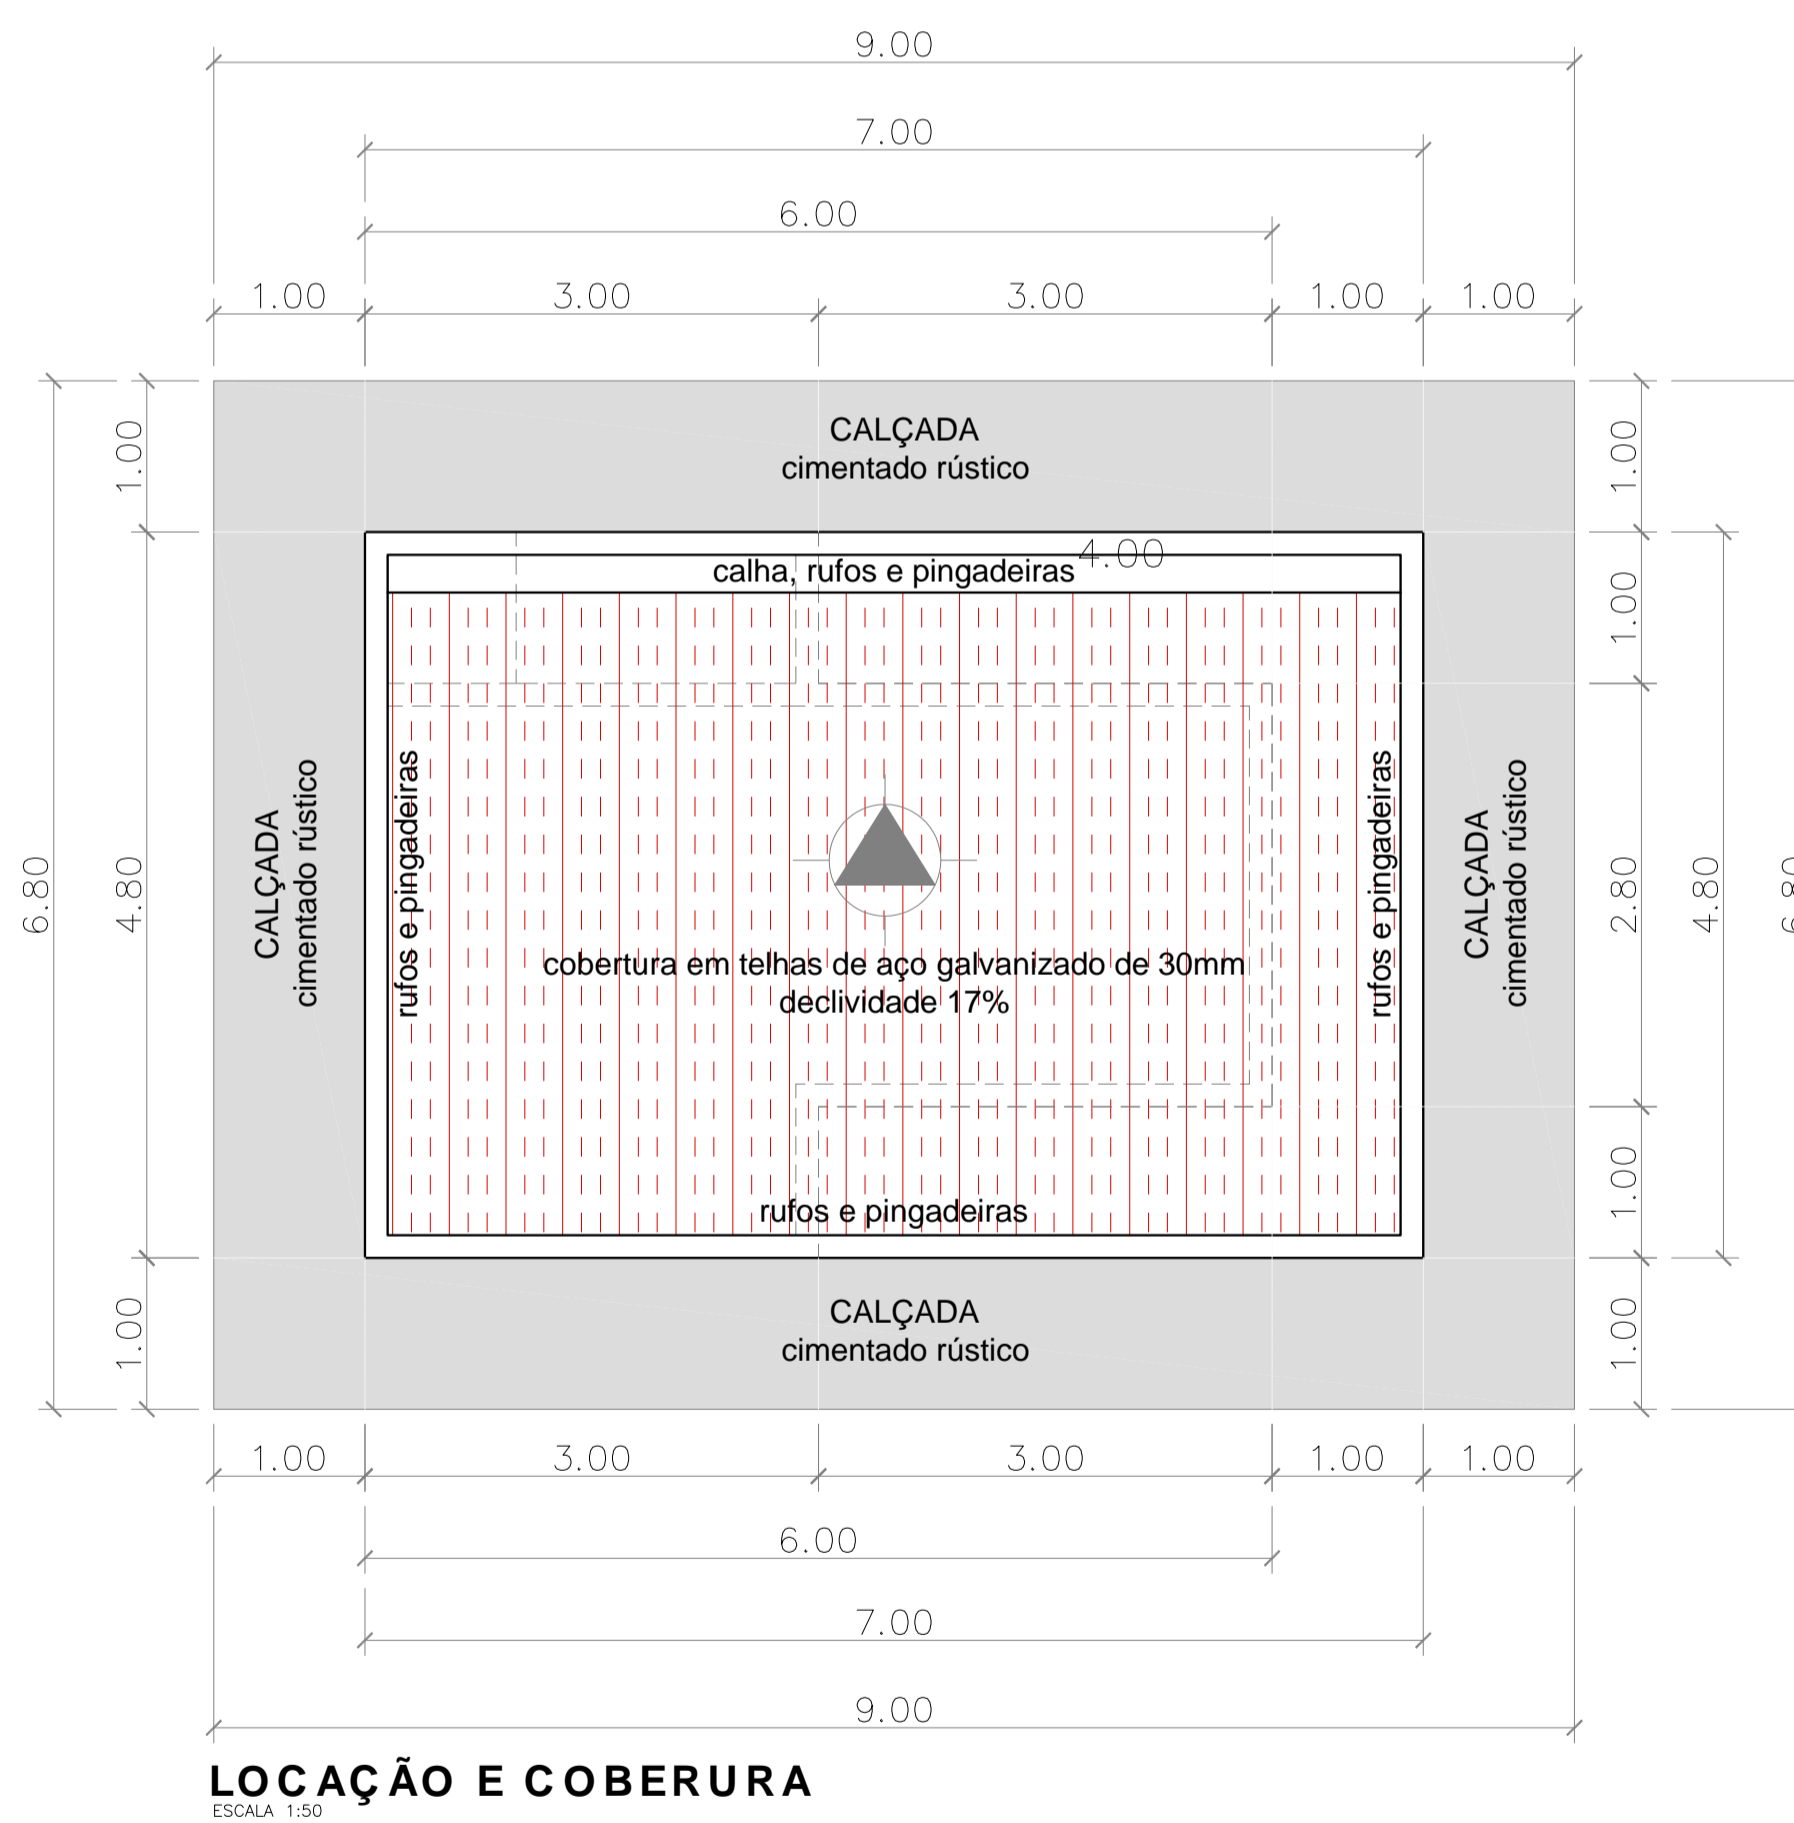 9.00
7.00
6.00
1.00 3.00 3.00 1.00 1.00
CALÇADA
cimentado rústico
1.00
1.00
4.00
calha, rufos e pingadeiras
1.00
6.80
4.80
CALÇADA
cimentado rústico
rufos e pingadeiras
cobertura em telhas de aço galvanizado de 30mm
declividade 17%
rufos e pingadeiras
CALÇADA
cimentado rústico
2.80
4.80
6.80
rufos e pingadeiras
1.00
CALÇADA
cimentado rústico
1.00
1.00
1.00 3.00 3.00 1.00 1.00
6.00
7.00
9.00
LOCAÇÃO E COBERURA
ESCALA 1:50